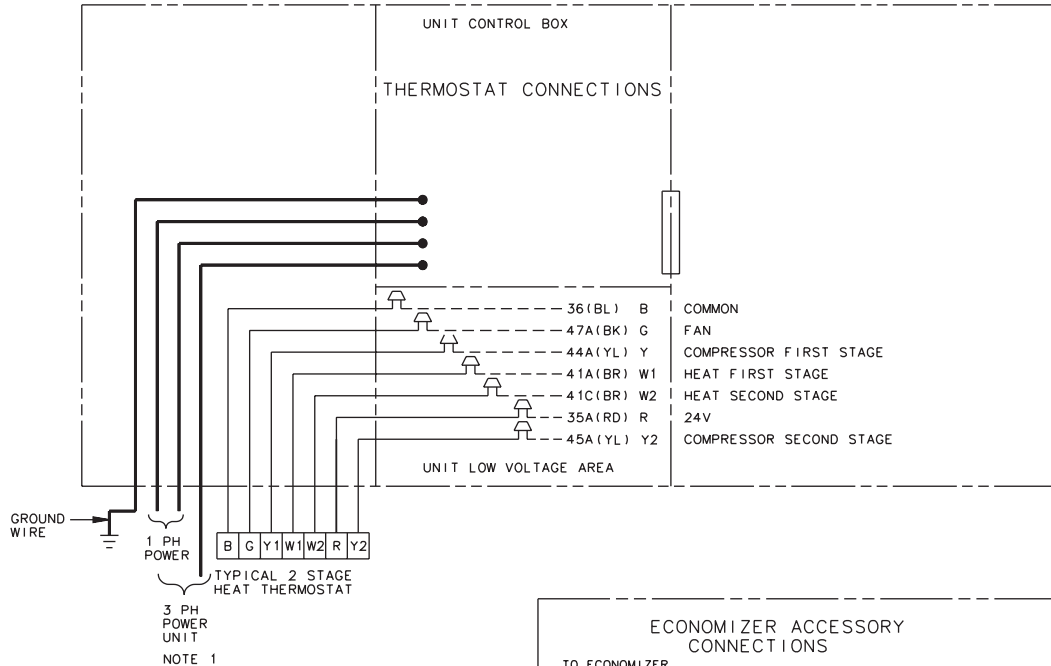 UNIT CONTROL BOX
THERMOSTAT CONNECTIONS
36(BL) B COMMON
47A(BK) G FAN
44A(YL) Y COMPRESSOR FIRST STAGE
41A(BR) W1 HEAT FIRST STAGE
41C(BR) W2 HEAT SECOND STAGE
35A(RD) R 24V
45A(YL) Y2 COMPRESSOR SECOND STAGE
UNIT LOW VOLTAGE AREA
GROUND
WIRE
1 PH
POWER
B G Y1 W1 W2 R Y2
TYPICAL 2 STAGE
HEAT THERMOSTAT
3 PH
POWER
UNIT
NOTE 1
ECONOMIZER ACCESSORY
CONNECTIONS
TO ECONOMIZER